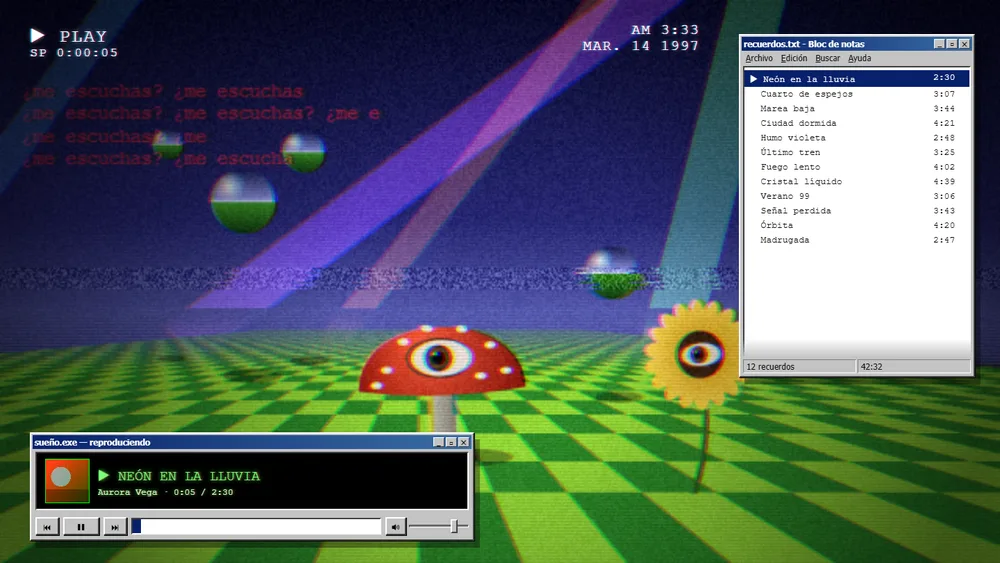 ▶ PLAY
SP 0:00:05
AM 3:33
MAR. 14 1997
¿me escuchas? ¿me escuchas
¿me escuchas? ¿me escuchas? ¿me e
¿me escuchas? ¿me
¿me escuchas? ¿me escucha
recuerdos.txt - Bloc de notas
Archivo Edición Buscar Ayuda
▶ Neón en la lluvia 2:30
Cuarto de espejos 3:07
Marea baja 3:44
Ciudad dormida 4:21
Humo violeta 2:48
Último tren 3:25
Fuego lento 4:02
Cristal líquido 4:39
Verano 99 3:06
Señal perdida 3:43
Órbita 4:20
Madrugada 2:47
12 recuerdos 42:32
sueño.exe — reproduciendo
▶ NEÓN EN LA LLUVIA
Aurora Vega · 0:05 / 2:30